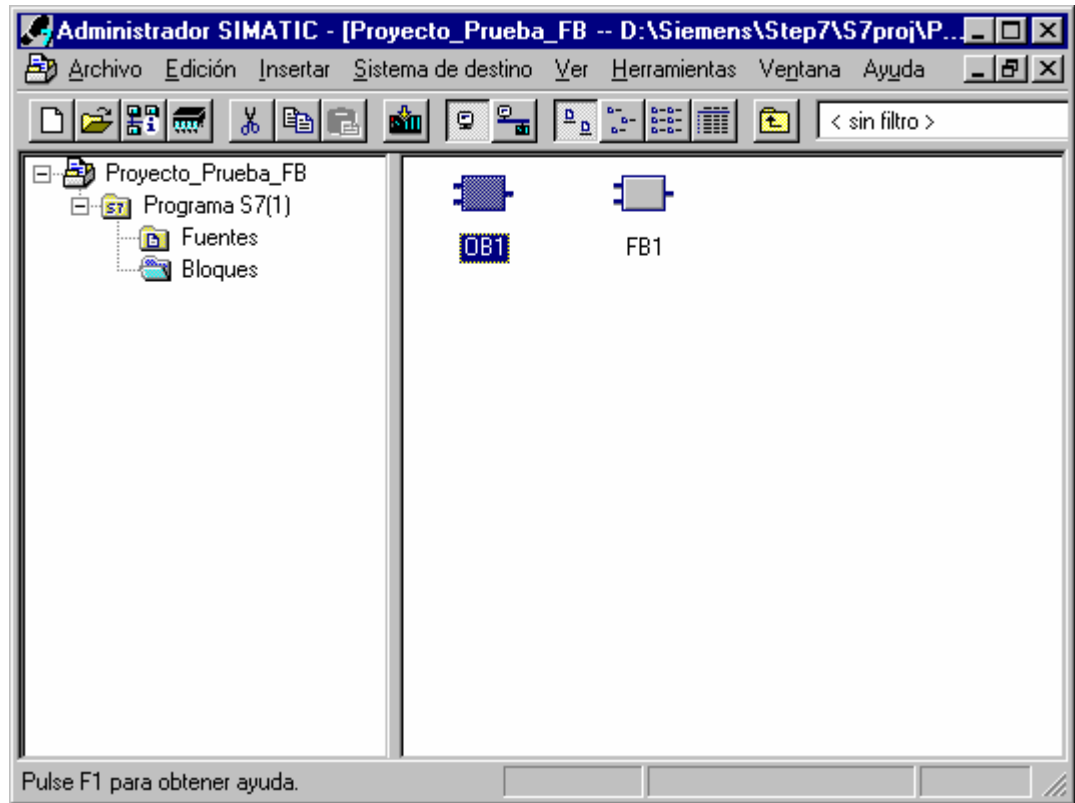 Administrador SIMATIC - [Proyecto_Prueba_FB -- D:\Siemens\Step7\S7proj\P...
Archivo Edición Insertar Sistema de destino Ver Herramientas Ventana Ayuda
< sin filtro >
Proyecto_Prueba_FB
S7 Programa S7(1)
Fuentes
Bloques
OB1 FB1
Pulse F1 para obtener ayuda.